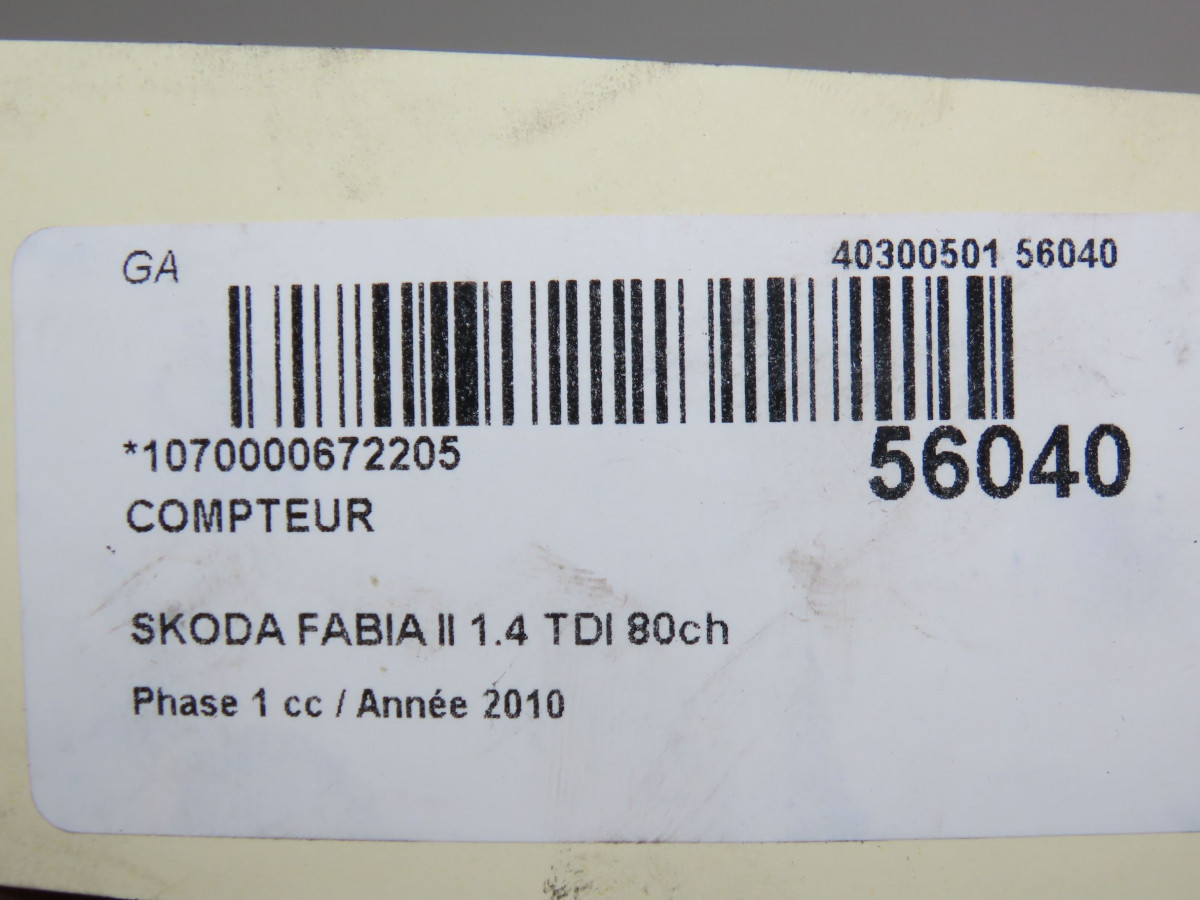 GA 40300501 56040
*1070000672205 56040
COMPTEUR
SKODA FABIA II 1.4 TDI 80ch
Phase 1 cc / Année 2010